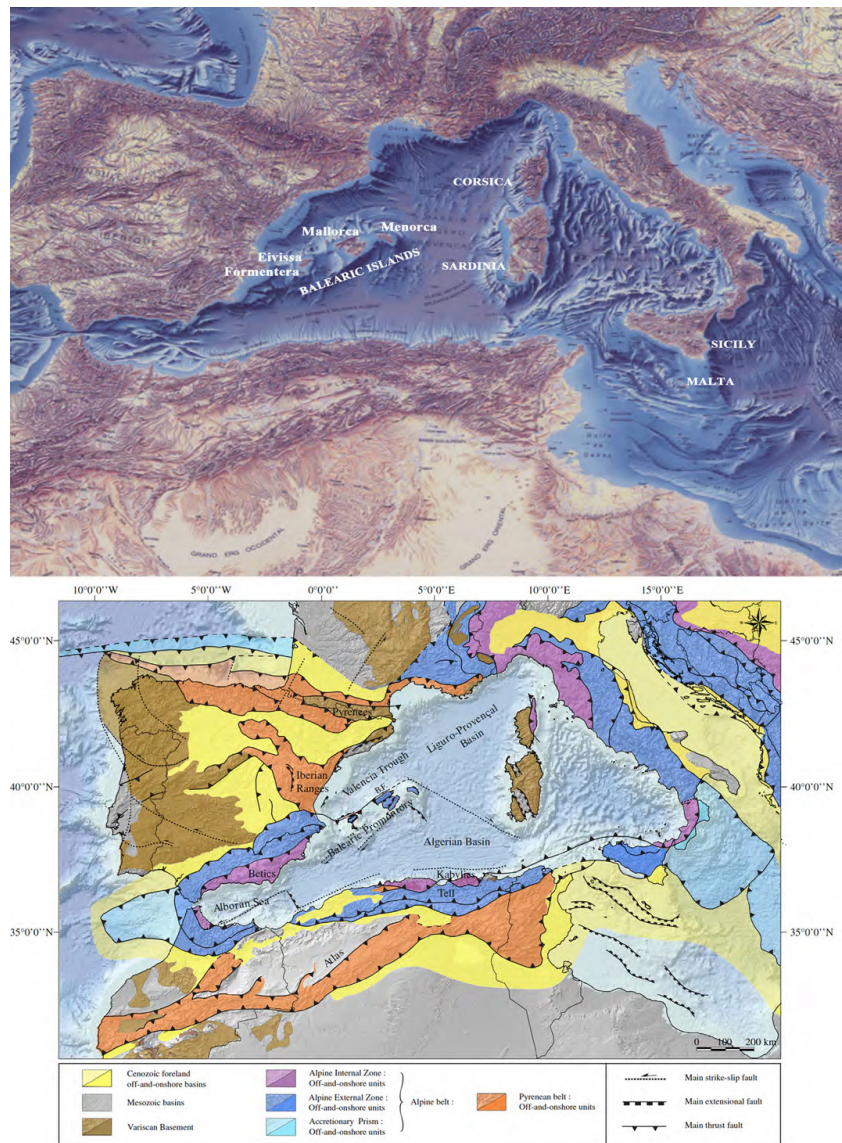 CORSICA
Menorca
Mallorca
Eivissa
Formentera
BALEARIC ISLANDS
SARDINIA
SICILY
MALTA
GRAND ERG OCCIDENTAL
GRAND ERG ORIENTAL
10°0'0"W
5°0'0"W
0°0'0"
5°0'0"E
10°0'0"E
15°0'0"E
45°0'0"N
45°0'0"N
40°0'0"N
40°0'0"N
35°0'0"N
35°0'0"N
Pyrenees
Liguro-Provençal
Basin
Iberian
Ranges
Valencia Trough
Balearic Promontory
Algerian Basin
Betics
Kabylies
Tell
Alboran Sea
Atlas
0 100 200 km
Cenozoic foreland
off-and-onshore basins
Mesozoic basins
Variscan Basement
Alpine Internal Zone :
Off-and-onshore units
Alpine External Zone :
Off-and-onshore units
Accretionary Prism :
Off-and-onshore units
Alpine belt :
Pyrenean belt :
Off-and-onshore units
Main strike-slip fault
Main extensional fault
Main thrust fault